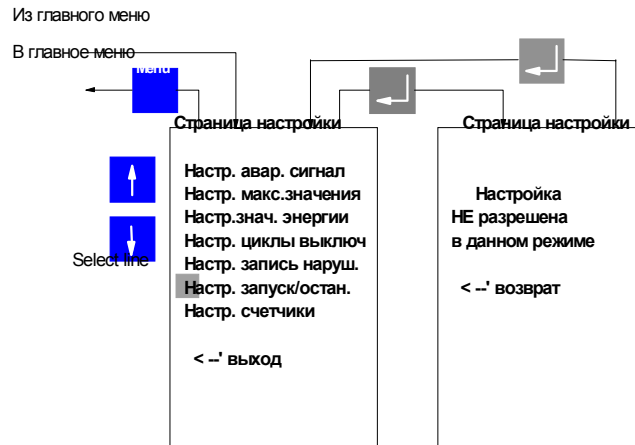 Из главного меню
В главное меню
Menu
Страница настройки
Настр. авар. сигнал
Настр. макс.значения
Настр.знач. энергии
Настр. циклы выключ
Select line
Настр. запись наруш.
Настр. запуск/остан.
Настр. счетчики
< --' выход
Страница настройки
Настройка
НЕ разрешена
в данном режиме
< --' возврат